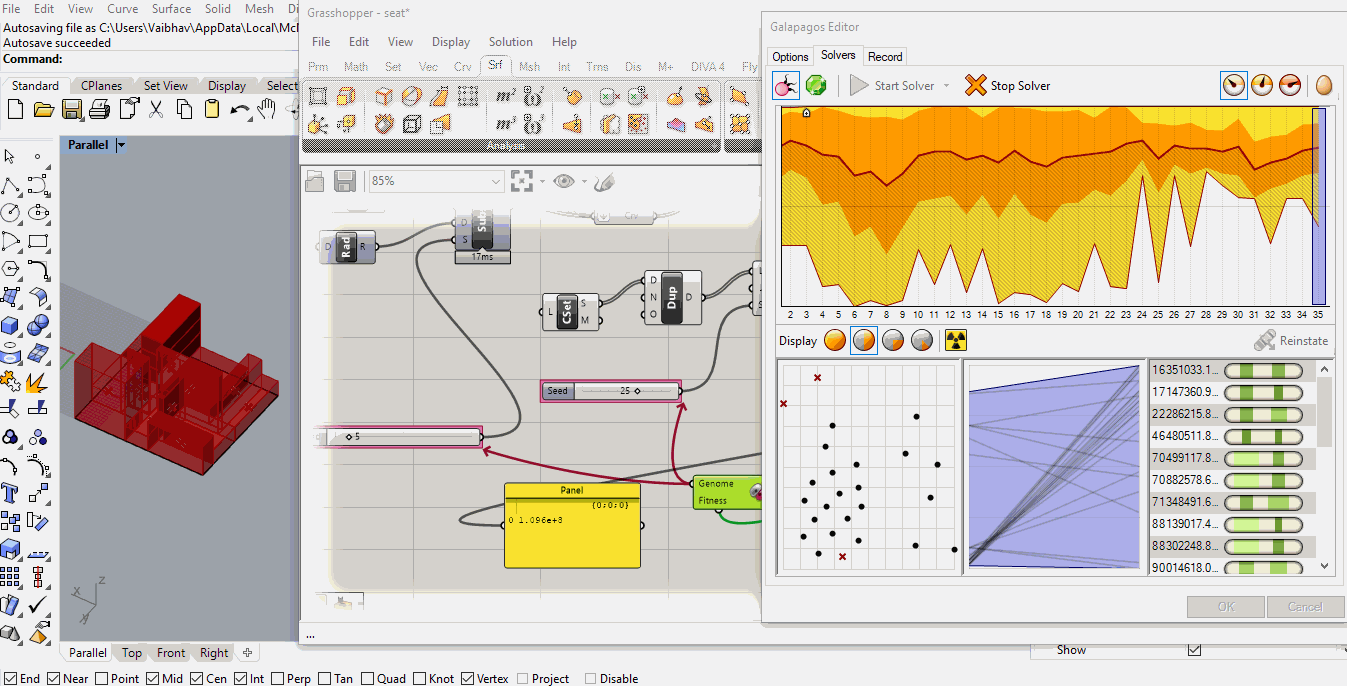 File Edit View Curve Surface Solid Mesh
Autosaving file as C:\Users\Vaibhav\AppData\Local\McN
Autosave succeeded
Command:
Standard CPlanes Set View Display Select
Parallel
x z y
Parallel Top Front Right
End Near Point Mid Cen Int Perp Tan Quad Knot Vertex Project Disable
Grasshopper - seat*
File Edit View Display Solution Help
Prm Math Set Vec Crv Srf Msh Int Trns Dis M+ DIVA 4 Fly
Analysis
85%
D Rad R
D S Sub
17ms
Crv
L CSet S M
D N O Dup D
Seed 25
5
Panel
{0;0;0}
0 1.096e+8
Genome
Fitness
...
Galapagos Editor
Options Solvers Record
Start Solver Stop Solver
2 3 4 5 6 7 8 9 10 11 12 13 14 15 16 17 18 19 20 21 22 23 24 25 26 27 28 29 30 31 32 33 34 35
Display Reinstate
16351033.1...
17147360.9...
22286215.8...
46480511.8...
70499117.8...
70882578.6...
71348491.6...
88139017.4...
88302248.8...
90014618.0...
OK Cancel
Show